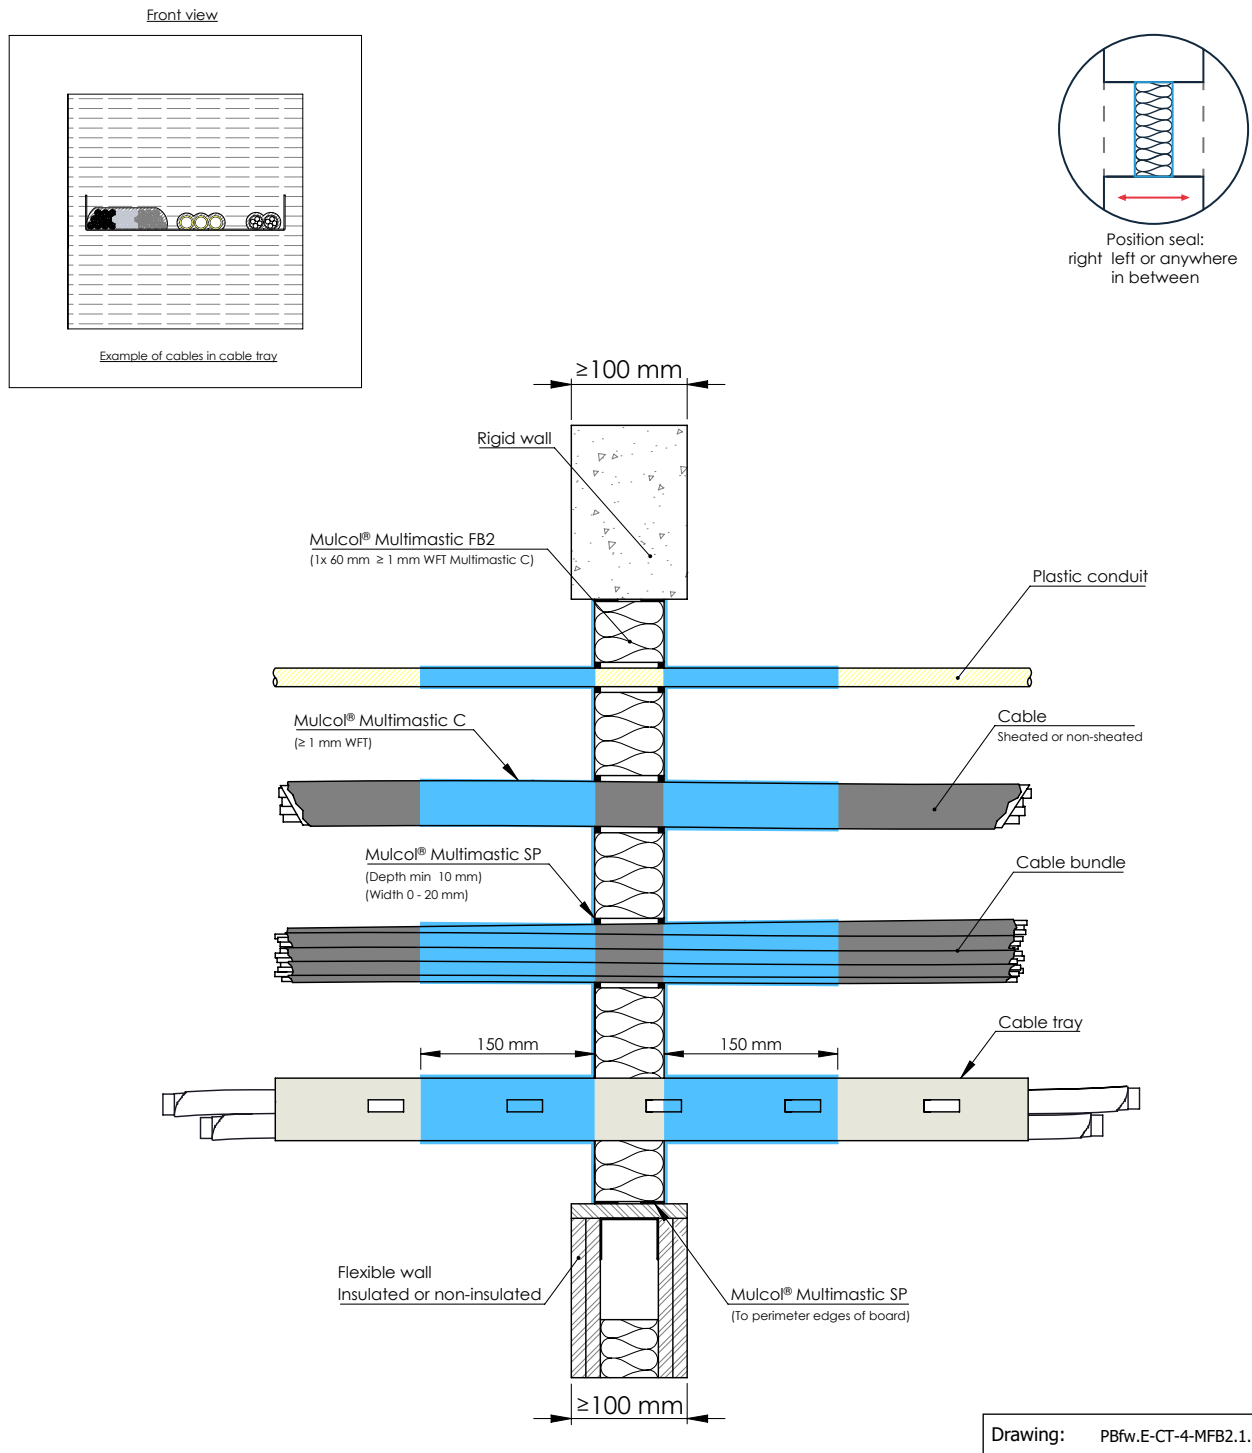 Front view
Example of cables in cable tray
Position seal:
right left or anywhere
in between
≥100 mm
Rigid wall
Mulcol® Multimastic FB2
(1x 60 mm ≥ 1 mm WFT Multimastic C)
Plastic conduit
Mulcol® Multimastic C
(≥ 1 mm WFT)
Cable
Sheated or non-sheated
Mulcol® Multimastic SP
(Depth min 10 mm)
(Width 0 - 20 mm)
Cable bundle
Cable tray
150 mm
150 mm
Flexible wall
Insulated or non-insulated
Mulcol® Multimastic SP
(To perimeter edges of board)
≥100 mm
Drawing: PBfw.E-CT-4-MFB2.1.